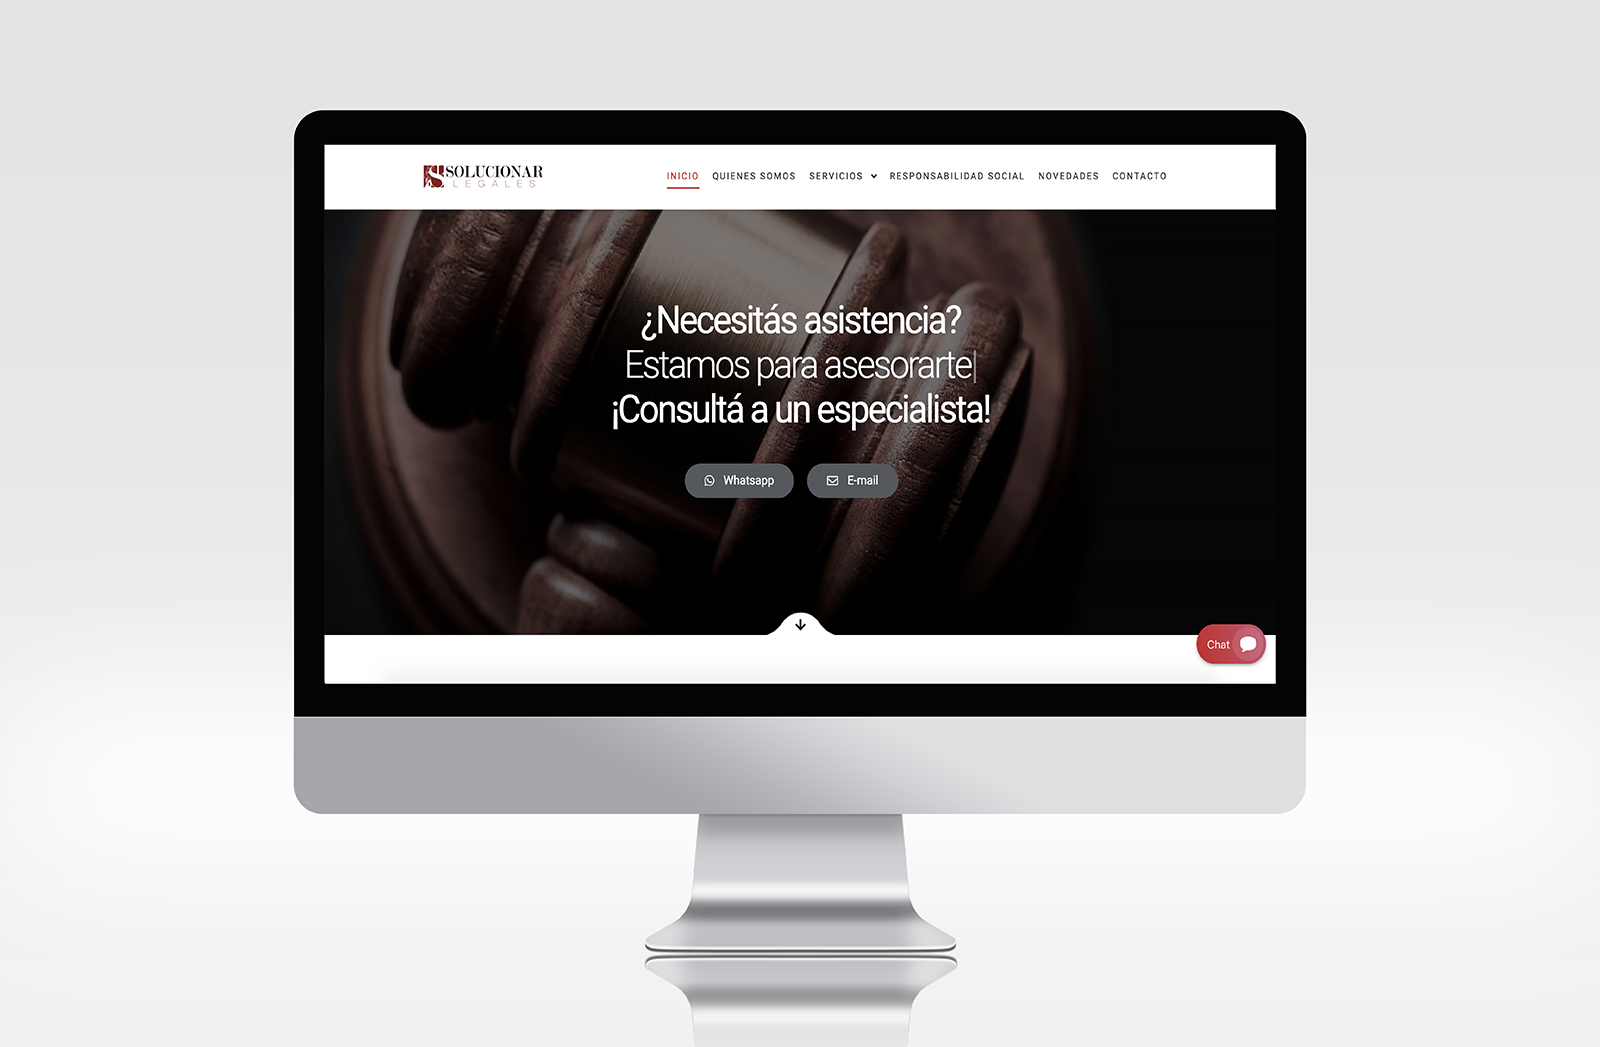 SOLUCIONAR
LEGALES
INICIO QUIENES SOMOS SERVICIOS RESPONSABILIDAD SOCIAL NOVEDADES CONTACTO
¿Necesitás asistencia?
Estamos para asesorarte|
¡Consultá a un especialista!
Whatsapp E-mail
Chat